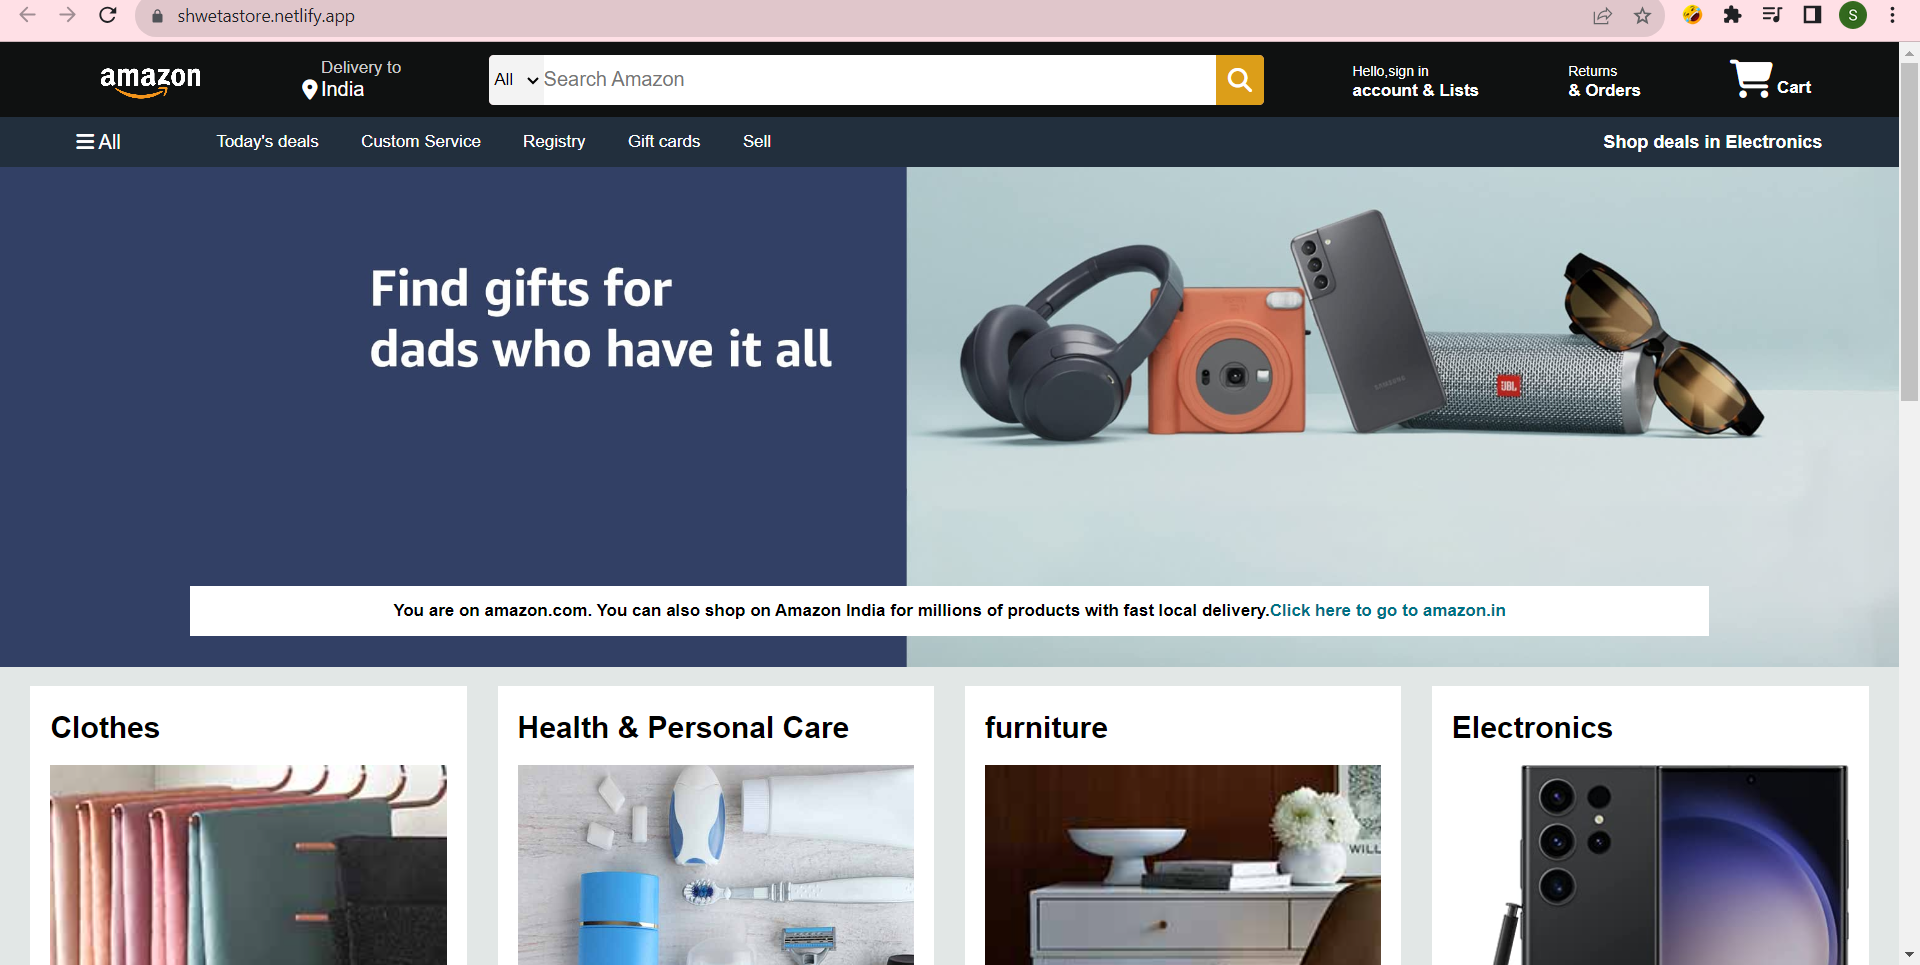 shwetastore.netlify.app
S
amazon
Delivery to
India
All
Search Amazon
Hello,sign in
account & Lists
Returns
& Orders
Cart
All
Today's deals
Custom Service
Registry
Gift cards
Sell
Shop deals in Electronics
Find gifts for
dads who have it all
SAMSUNG
JBL
You are on amazon.com. You can also shop on Amazon India for millions of products with fast local delivery.Click here to go to amazon.in
Clothes
Health & Personal Care
furniture
Electronics
WILL